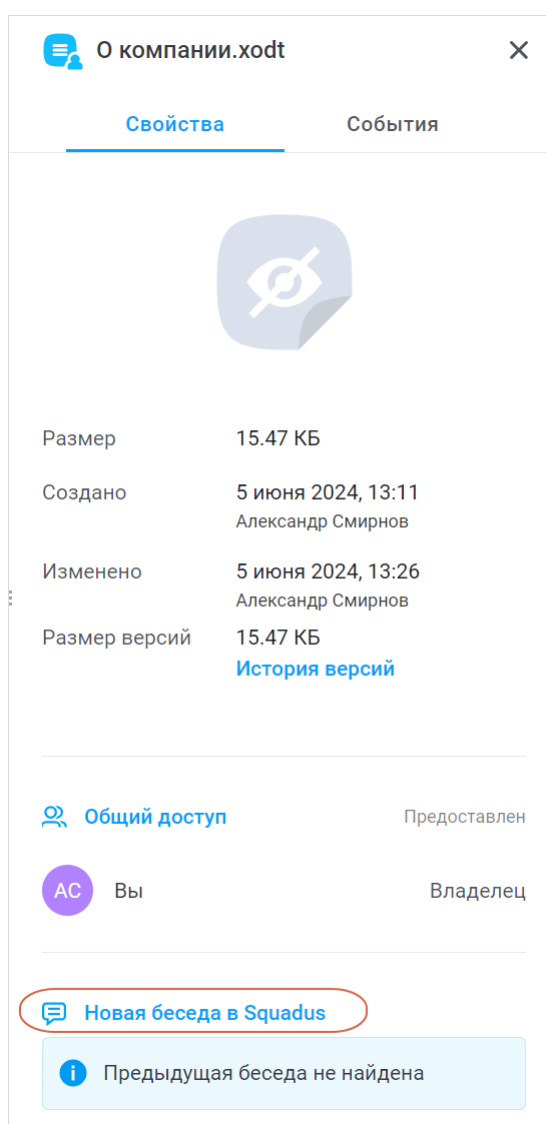 О компании.xodt
Свойства События
Размер 15.47 КБ
Создано 5 июня 2024, 13:11
Александр Смирнов
Изменено 5 июня 2024, 13:26
Александр Смирнов
Размер версий 15.47 КБ
История версий
Общий доступ Предоставлен
АС Вы Владелец
Новая беседа в Squadus
Предыдущая беседа не найдена